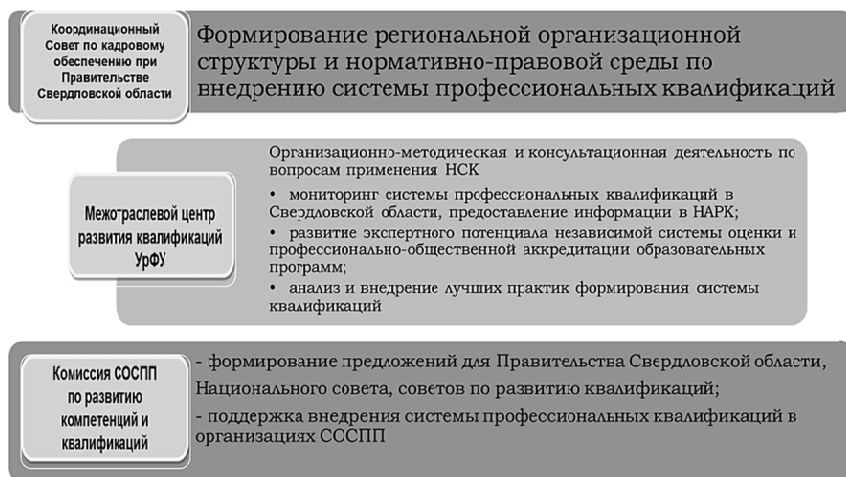 Координационный
Совет по кадровому
обеспечению при
Правительстве
Свердловской области
Формирование региональной организационной
структуры и нормативно-правовой среды по
внедрению системы профессиональных квалификаций
Межотраслевой центр
развития квалификаций
УрФУ
Организационно-методическая и консультационная деятельность по
вопросам применения НСК
• мониторинг системы профессиональных квалификаций в
Свердловской области, предоставление информации в НАРК;
• развитие экспертного потенциала независимой системы оценки и
профессионально-общественной аккредитации образовательных
программ;
• анализ и внедрение лучших практик формирования системы
квалификаций
Комиссия СОСПП
по развитию
компетенций и
квалификаций
- формирование предложений для Правительства Свердловской области,
Национального совета, советов по развитию квалификаций;
- поддержка внедрения системы профессиональных квалификаций в
организациях СССПП